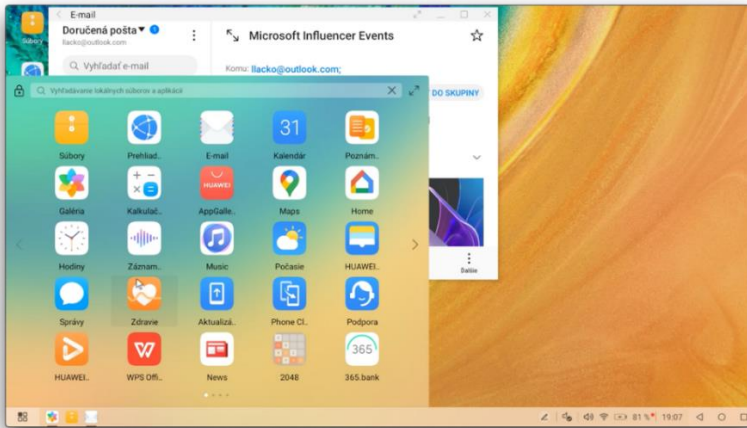 E-mail
Doručená pošta
llacko@outlook.com
Microsoft Influencer Events
Vyhľadať e-mail
Komu: llacko@outlook.com;
DO SKUPINY
Súbory
Vyhľadávanie lokálnych súborov a aplikácií
31
Súbory
Prehliad..
E-mail
Kalendár
Poznám..
HUAWEI
Galéria
Kalkulač..
AppGalle..
Maps
Home
Hodiny
Záznam..
Music
Počasie
HUAWEI..
Ďalšie
Správy
Zdravie
Aktualizá..
Phone Cl..
Podpora
365
HUAWEI..
WPS Offi..
News
2048
365.bank
81 %
19:07